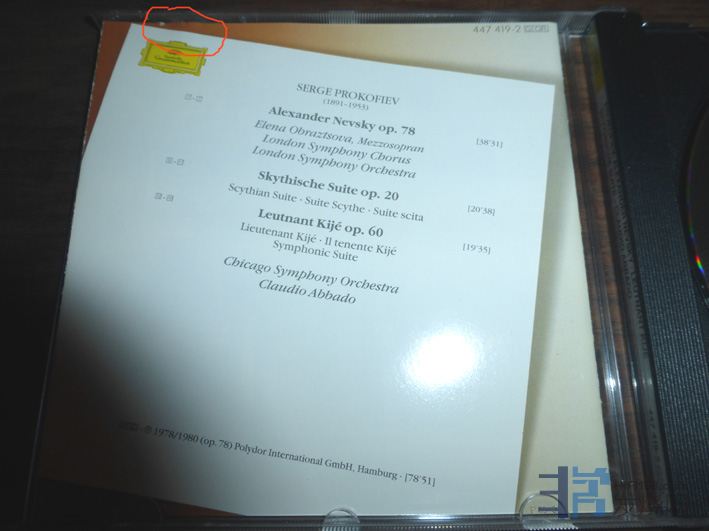 447 419-2
SERGE PROKOFIEV
(1891-1953)
Alexander Nevsky op. 78
[38'31]
Elena Obraztsova, Mezzosopran
London Symphony Chorus
London Symphony Orchestra
Skythische Suite op. 20
[20'38]
Scythian Suite · Suite Scythe · Suite scita
Leutnant Kijé op. 60
[19'35]
Lieutenant Kijé · Il tenente Kijé
Symphonic Suite
Chicago Symphony Orchestra
Claudio Abbado
1978/1980 (op. 78) Polydor International GmbH, Hamburg · [78'51]